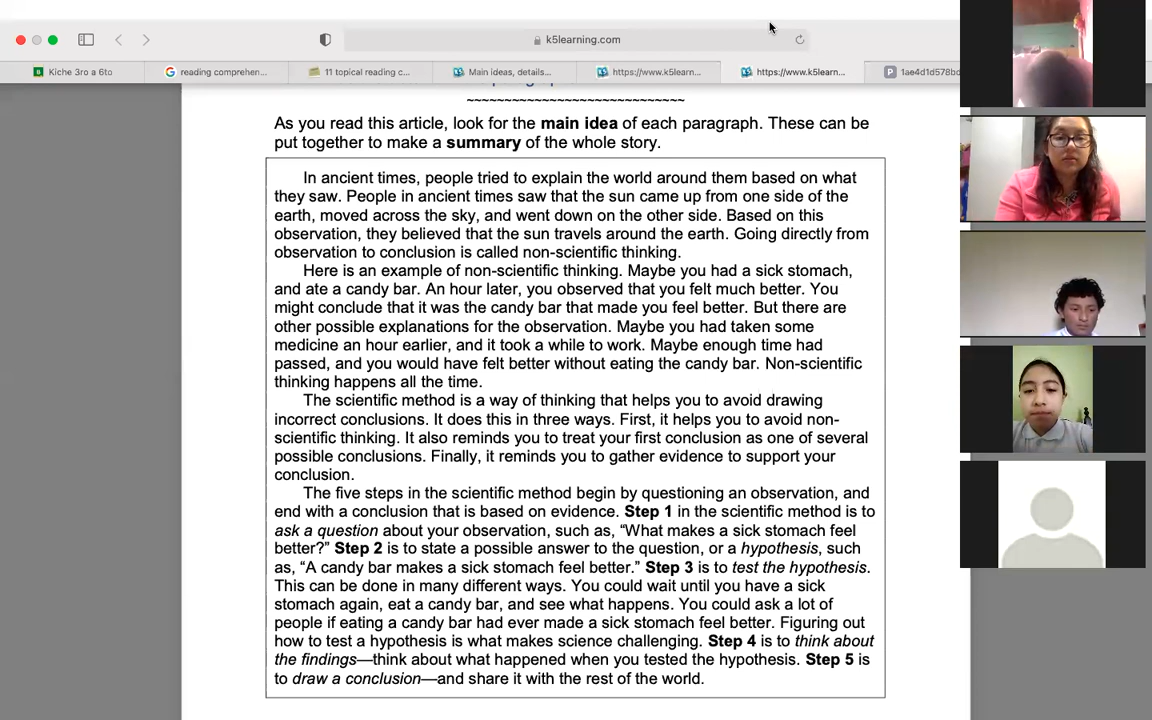 k5learning.com
Kiche 3ro a 6to
reading comprehen...
11 topical reading c...
Main ideas, details...
https://www.k5learn...
https://www.k5learn...
1ae4d1d578bd
~~~~~~~~~~~~~~~~~~~~~~~~~~~~~
As you read this article, look for the main idea of each paragraph. These can be
put together to make a summary of the whole story.
In ancient times, people tried to explain the world around them based on what
they saw. People in ancient times saw that the sun came up from one side of the
earth, moved across the sky, and went down on the other side. Based on this
observation, they believed that the sun travels around the earth. Going directly from
observation to conclusion is called non-scientific thinking.
Here is an example of non-scientific thinking. Maybe you had a sick stomach,
and ate a candy bar. An hour later, you observed that you felt much better. You
might conclude that it was the candy bar that made you feel better. But there are
other possible explanations for the observation. Maybe you had taken some
medicine an hour earlier, and it took a while to work. Maybe enough time had
passed, and you would have felt better without eating the candy bar. Non-scientific
thinking happens all the time.
The scientific method is a way of thinking that helps you to avoid drawing
incorrect conclusions. It does this in three ways. First, it helps you to avoid non-
scientific thinking. It also reminds you to treat your first conclusion as one of several
possible conclusions. Finally, it reminds you to gather evidence to support your
conclusion.
The five steps in the scientific method begin by questioning an observation, and
end with a conclusion that is based on evidence. Step 1 in the scientific method is to
ask a question about your observation, such as, “What makes a sick stomach feel
better?” Step 2 is to state a possible answer to the question, or a hypothesis, such
as, “A candy bar makes a sick stomach feel better.” Step 3 is to test the hypothesis.
This can be done in many different ways. You could wait until you have a sick
stomach again, eat a candy bar, and see what happens. You could ask a lot of
people if eating a candy bar had ever made a sick stomach feel better. Figuring out
how to test a hypothesis is what makes science challenging. Step 4 is to think about
the findings—think about what happened when you tested the hypothesis. Step 5 is
to draw a conclusion—and share it with the rest of the world.